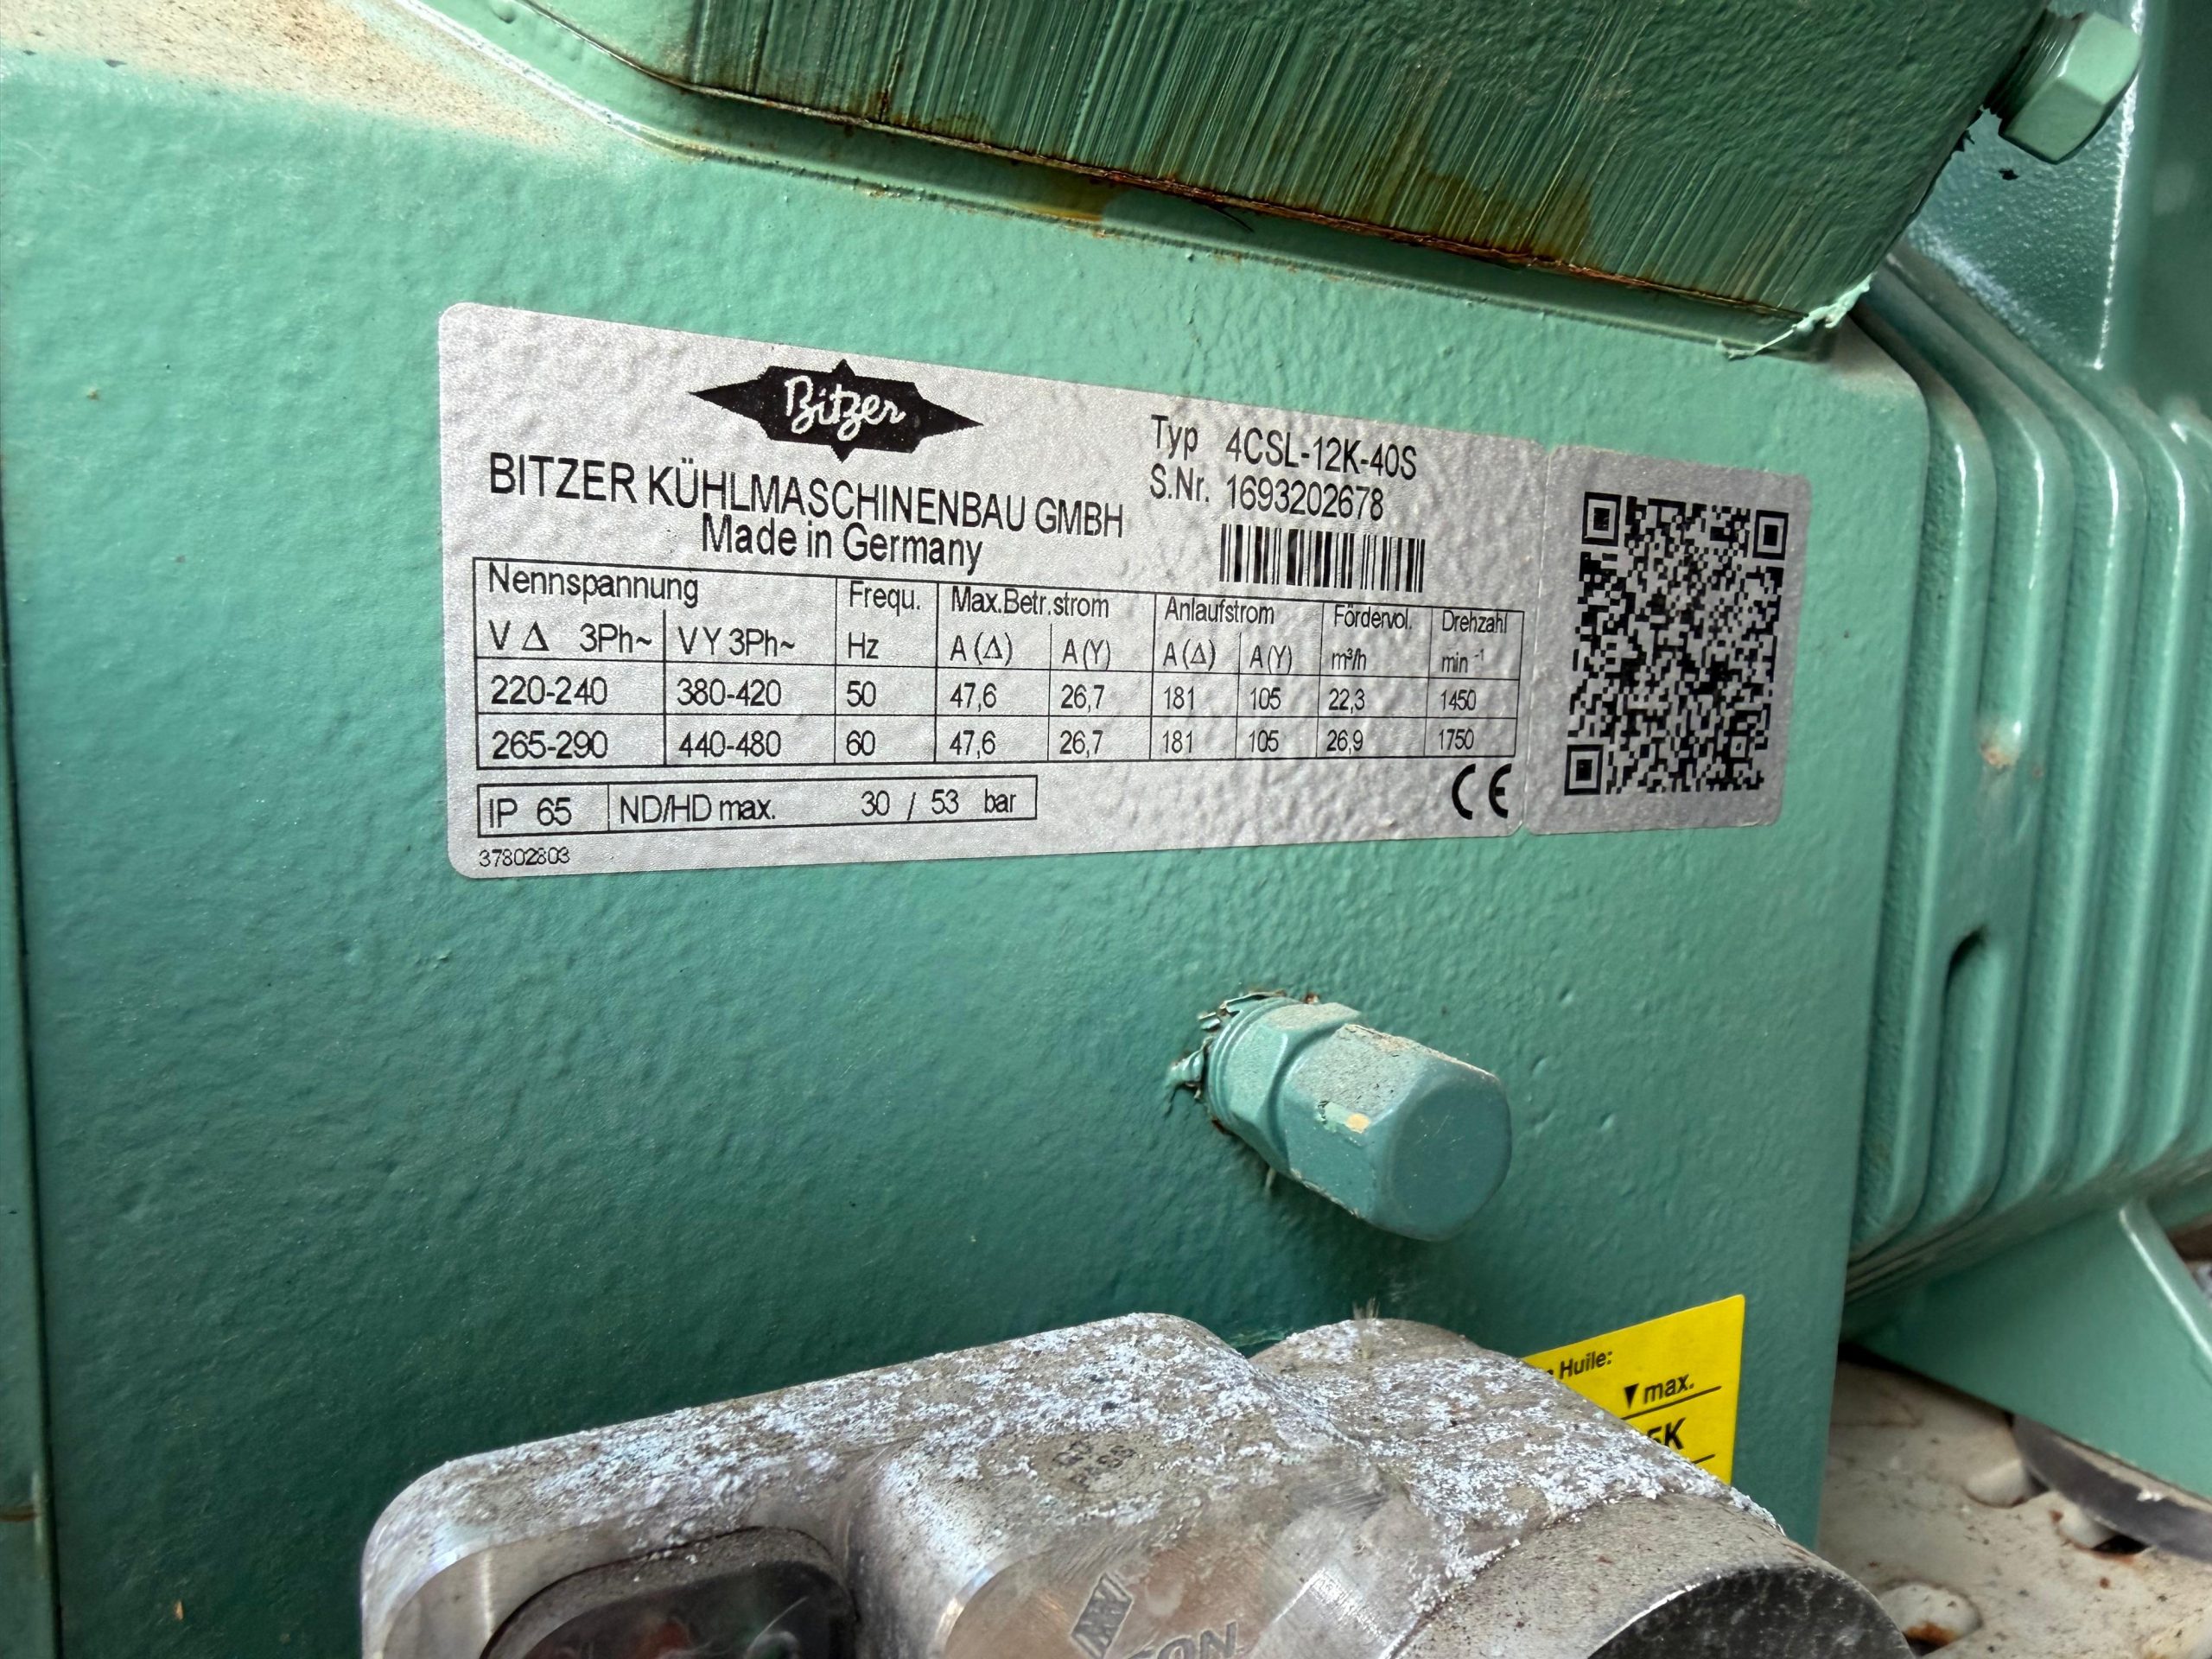 Bitzer
BITZER KÜHLMASCHINENBAU GMBH
Made in Germany
Typ 4CSL-12K-40S
S.Nr. 1693202678
Nennspannung Frequ. Max.Betr.strom Anlaufstrom Fördervol. Drehzahl
V Δ 3Ph~ V Y 3Ph~ Hz A (Δ) A (Y) A (Δ) A (Y) m³/h min⁻¹
220-240 380-420 50 47,6 26,7 181 105 22,3 1450
265-290 440-480 60 47,6 26,7 181 105 26,9 1750
IP 65 ND/HD max. 30 / 53 bar
CE
37802803
Huile:
▼ max.